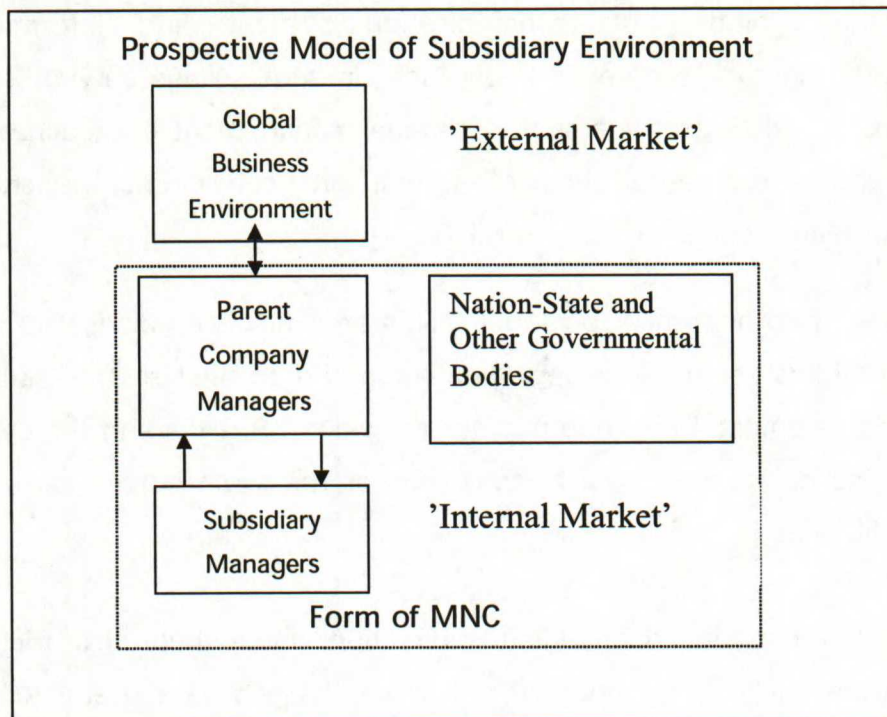 Prospective Model of Subsidiary Environment
Global
Business
Environment
’External Market’
Parent
Company
Managers
Nation-State and
Other Governmental
Bodies
Subsidiary
Managers
'Internal Market'
Form of MNC